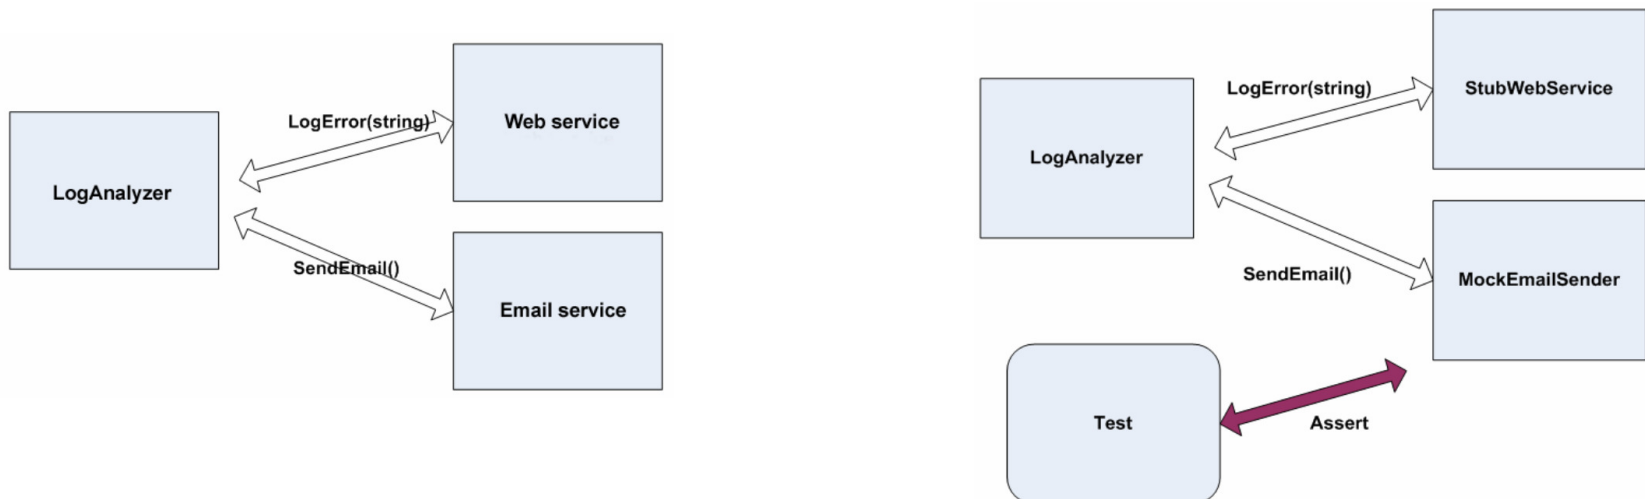 LogAnalyzer
LogError(string)
Web service
SendEmail()
Email service
LogAnalyzer
LogError(string)
StubWebService
SendEmail()
MockEmailSender
Test
Assert